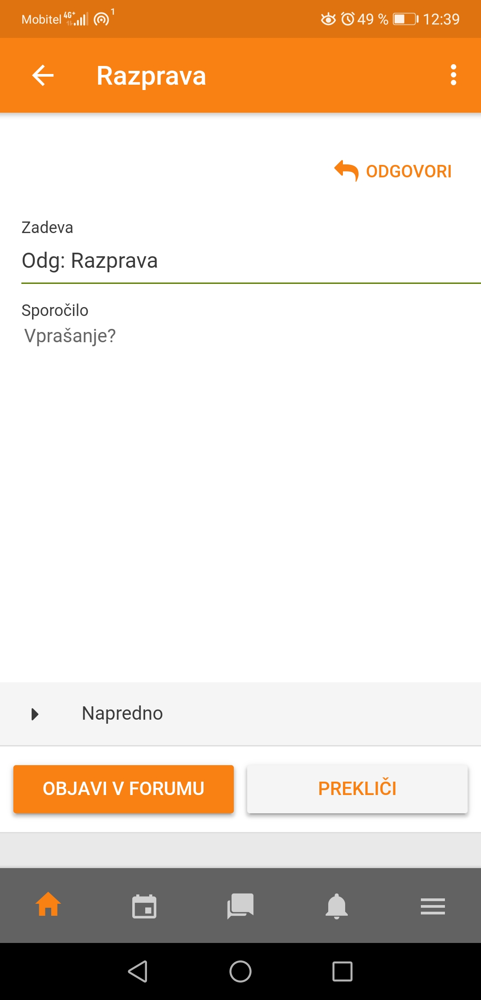 Mobitel 4G+ 1 49 % 12:39
Razprava
ODGOVORI
Zadeva
Odg: Razprava
Sporočilo
Vprašanje?
Napredno
OBJAVI V FORUMU PREKLIČI